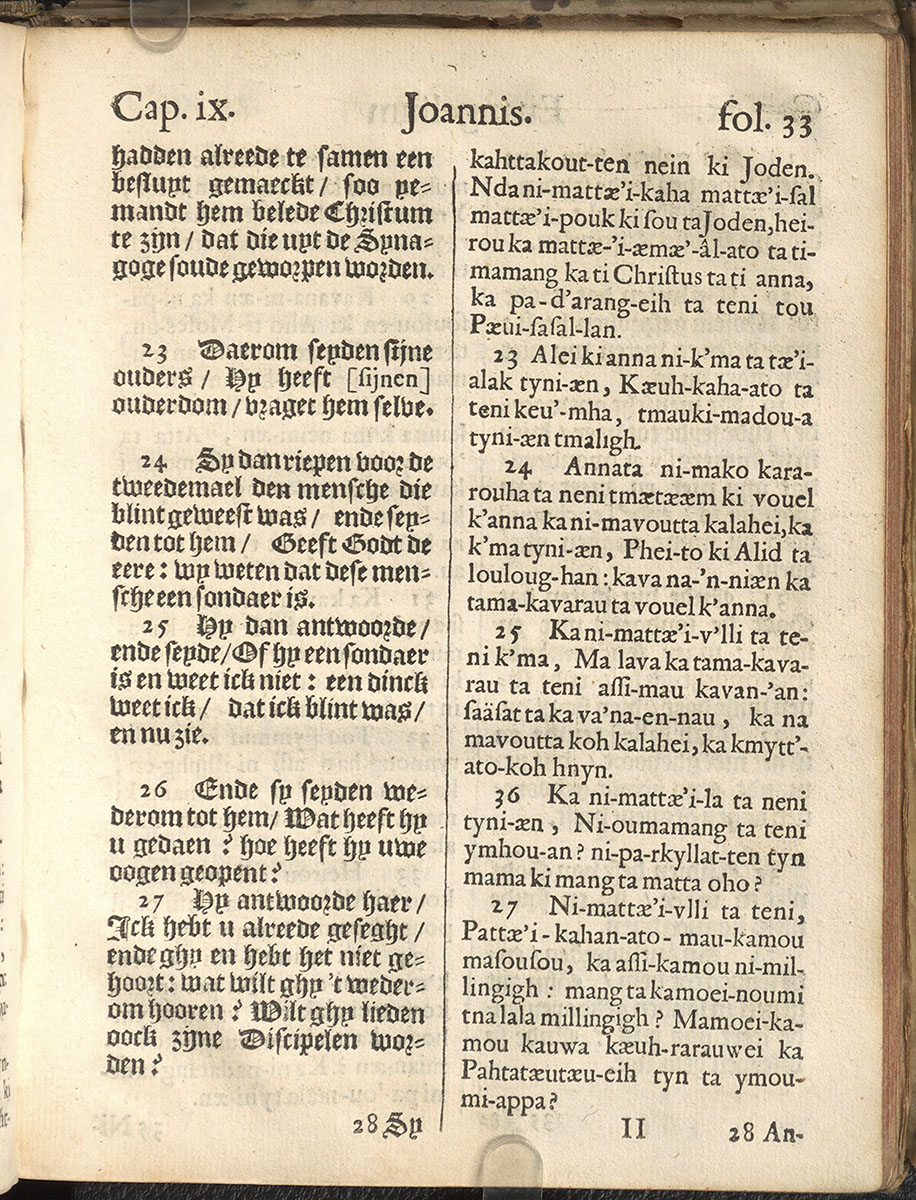 Cap. ix.
Joannis.
fol. 33
hadden alreede te samen een
besluyt gemaeckt / soo ye-
mandt hem belede Christum
te zijn / dat die uyt de Syna-
goge soude geworpen worden.
23 Daerom seyden sijne
ouders / Hy heeft [sijnen]
ouderdom / vraget hem selve.
24 Sy dan riepen voor de
tweedemael den mensche die
blint geweest was / ende sey-
den tot hem / Geeft Godt de
eere : wy weten dat dese men-
sche een sondaer is.
25 Hy dan antwoorde /
ende seyde / Of hy een sondaer
is en weet ick niet : een dinck
weet ick / dat ick blint was /
en nu zie.
26 Ende sy seyden we-
derom tot hem / Wat heeft hy
u gedaen ? hoe heeft hy uwe
oogen geopent ?
27 Hy antwoorde haer /
Ick hebt u alreede geseght /
ende ghy en hebt het niet ge-
hoort : wat wilt ghy 't weder-
om hooren ? Wilt ghy lieden
oock zijne Discipelen wor-
den ?
28 Sy
kahttakout-ten nein ki Joden.
Nda ni-mattæ'i-kaha mattæ'i-sal
mattæ'i-pouk ki sou ta Joden, hei-
rou ka mattæ-'i-æmæ'-âl-ato ta ti-
mamang ka ti Christus ta ti anna,
ka pa-d'arang-eih ta teni tou
Pæui-sasal-lan.
23 Alei ki anna ni-k'ma ta tæ'i-
alak tyni-æn, Kæuh-kaha-ato ta
teni keu'-mha, tmauki-madou-a
tyni-æn tmaligh.
24 Annata ni-mako kara-
rouha ta neni tmætæææm ki vouel
k'anna ka ni-mavoutta kalahei, ka
k'ma tyni-æn, Phei-to ki Alid ta
louloug-han : kava na-'n-niæn ka
tama-kavarau ta vouel k'anna.
25 Ka ni-mattæ'i-v'lli ta te-
ni k'ma, Ma lava ka tama-kava-
rau ta teni assi-mau kavan-'an:
saäsat ta ka va'na-en-nau, ka na
mavoutta koh kalahei, ka kmytt'-
ato-koh hnyn.
36 Ka ni-mattæ'i-la ta neni
tyni-æn, Ni-oumamang ta teni
ymhou-an? ni-pa-rkyllat-ten tyn
mama ki mang ta matta oho?
27 Ni-mattæ'i-vlli ta teni,
Pattæ'i-kahan-ato-mau-kamou
masousou, ka assi-kamou ni-mil-
lingigh : mang ta kamoei-noumi
tna lala millingigh? Mamoei-ka-
mou kauwa kæuh-rarauwei ka
Pahtatæutæu-eih tyn ta ymou-
mi-appa?
II
28 An-